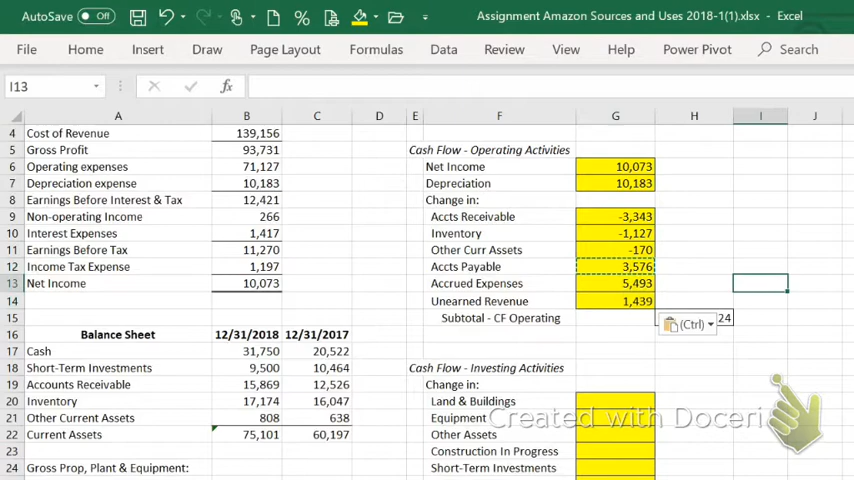 AutoSave Off Assignment Amazon Sources and Uses 2018-1(1).xlsx - Excel
File Home Insert Draw Page Layout Formulas Data Review View Help Power Pivot Search
I13 fx
A B C D E F G H I J
4 Cost of Revenue 139,156
5 Gross Profit 93,731 Cash Flow - Operating Activities
6 Operating expenses 71,127 Net Income 10,073
7 Depreciation expense 10,183 Depreciation 10,183
8 Earnings Before Interest & Tax 12,421 Change in:
9 Non-operating Income 266 Accts Receivable -3,343
10 Interest Expenses 1,417 Inventory -1,127
11 Earnings Before Tax 11,270 Other Curr Assets -170
12 Income Tax Expense 1,197 Accts Payable 3,576
13 Net Income 10,073 Accrued Expenses 5,493
14 Unearned Revenue 1,439
15 Subtotal - CF Operating (Ctrl) 24
16 Balance Sheet 12/31/2018 12/31/2017
17 Cash 31,750 20,522
18 Short-Term Investments 9,500 10,464 Cash Flow - Investing Activities
19 Accounts Receivable 15,869 12,526 Change in:
20 Inventory 17,174 16,047 Land & Buildings
21 Other Current Assets 808 638 Equipment
22 Current Assets 75,101 60,197 Other Assets
23 Construction In Progress
24 Gross Prop, Plant & Equipment: Short-Term Investments
Created with Doceri